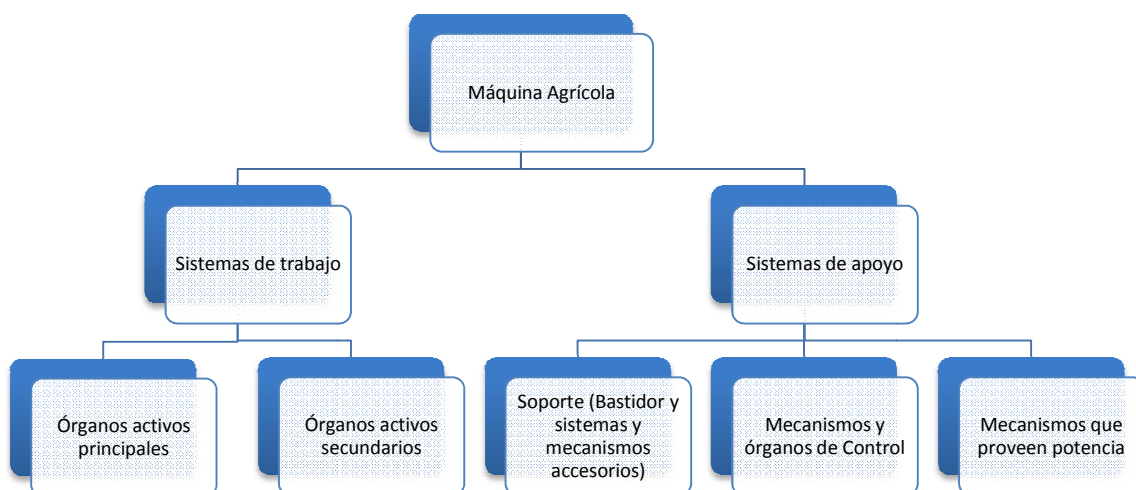 Máquina Agrícola
Sistemas de trabajo
Sistemas de apoyo
Órganos activos
principales
Órganos activos
secundarios
Soporte (Bastidor y
sistemas y
mecanismos
accesorios)
Mecanismos y
órganos de Control
Mecanismos que
proveen potencia